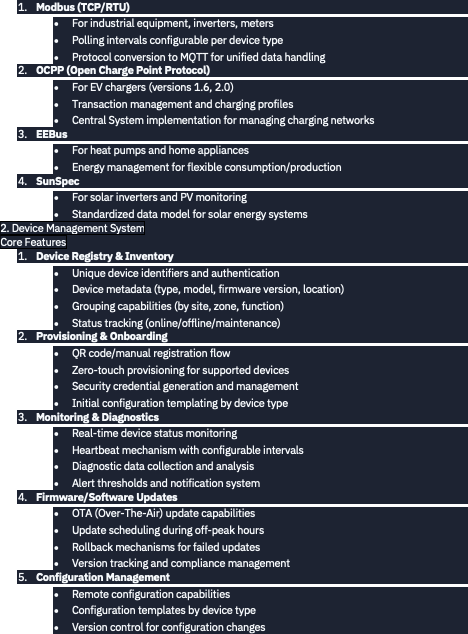 1. Modbus (TCP/RTU)
• For industrial equipment, inverters, meters
• Polling intervals configurable per device type
• Protocol conversion to MQTT for unified data handling
2. OCPP (Open Charge Point Protocol)
• For EV chargers (versions 1.6, 2.0)
• Transaction management and charging profiles
• Central System implementation for managing charging networks
3. EEBus
• For heat pumps and home appliances
• Energy management for flexible consumption/production
4. SunSpec
• For solar inverters and PV monitoring
• Standardized data model for solar energy systems
2. Device Management System
Core Features
1. Device Registry & Inventory
• Unique device identifiers and authentication
• Device metadata (type, model, firmware version, location)
• Grouping capabilities (by site, zone, function)
• Status tracking (online/offline/maintenance)
2. Provisioning & Onboarding
• QR code/manual registration flow
• Zero-touch provisioning for supported devices
• Security credential generation and management
• Initial configuration templating by device type
3. Monitoring & Diagnostics
• Real-time device status monitoring
• Heartbeat mechanism with configurable intervals
• Diagnostic data collection and analysis
• Alert thresholds and notification system
4. Firmware/Software Updates
• OTA (Over-The-Air) update capabilities
• Update scheduling during off-peak hours
• Rollback mechanisms for failed updates
• Version tracking and compliance management
5. Configuration Management
• Remote configuration capabilities
• Configuration templates by device type
• Version control for configuration changes